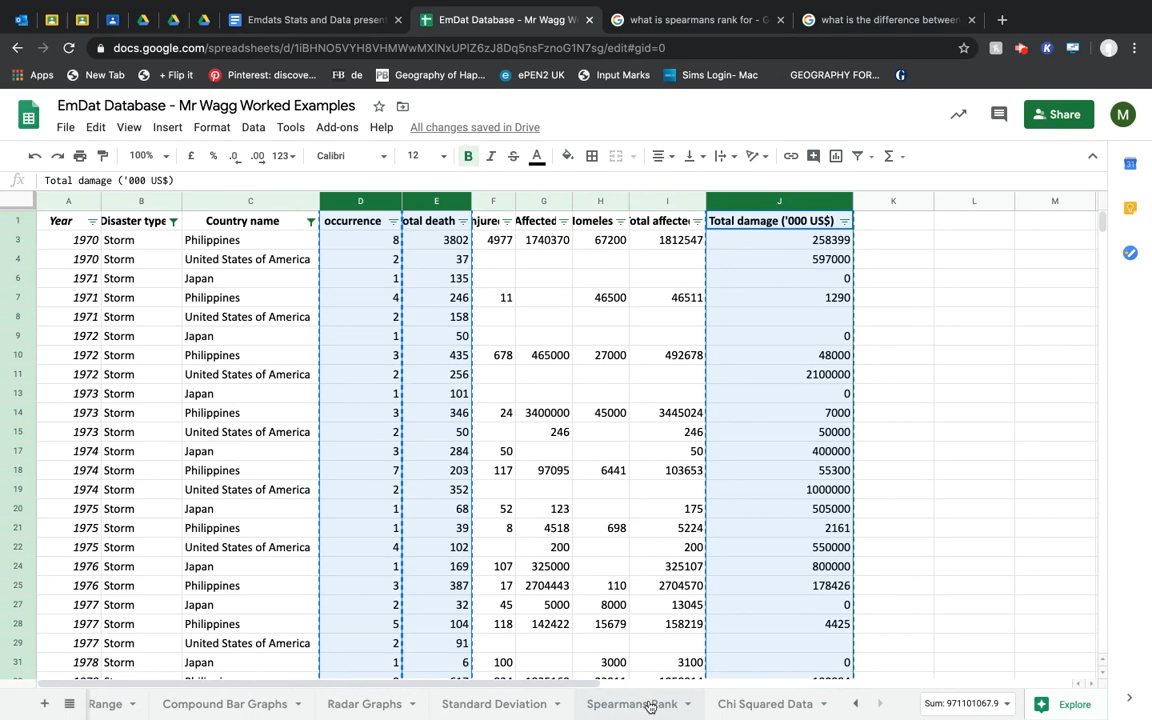 Emdats Stats and Data present × EmDat Database - Mr Wagg W × what is spearmans rank for - G × what is the difference between × +
docs.google.com/spreadsheets/d/1iBHNO5VYH8VHMWwMXlNxUPlZ6zJ8Dq5nsFznoG1N7sg/edit#gid=0
Apps New Tab + Flip it Pinterest: discove... FB de PB Geography of Hap... ePEN2 UK Input Marks Sims Login- Mac GEOGRAPHY FOR... G
EmDat Database - Mr Wagg Worked Examples
File Edit View Insert Format Data Tools Add-ons Help All changes saved in Drive
Share M
100% £ % .0 .00 123 Calibri 12 B I S A Σ
fx Total damage ('000 US$)
A B C D E F G H I J K L M
1 Year Disaster type Country name occurrence otal death njure Affected Homeles otal affecte Total damage ('000 US$)
3 1970 Storm Philippines 8 3802 4977 1740370 67200 1812547 258399
4 1970 Storm United States of America 2 37 597000
6 1971 Storm Japan 1 135 0
7 1971 Storm Philippines 4 246 11 46500 46511 1290
8 1971 Storm United States of America 2 158
9 1972 Storm Japan 1 50 0
10 1972 Storm Philippines 3 435 678 465000 27000 492678 48000
11 1972 Storm United States of America 2 256 2100000
13 1973 Storm Japan 1 101 0
14 1973 Storm Philippines 3 346 24 3400000 45000 3445024 7000
15 1973 Storm United States of America 2 50 246 246 50000
17 1974 Storm Japan 3 284 50 50 400000
18 1974 Storm Philippines 7 203 117 97095 6441 103653 55300
19 1974 Storm United States of America 2 352 1000000
20 1975 Storm Japan 1 68 52 123 175 505000
21 1975 Storm Philippines 1 39 8 4518 698 5224 2161
22 1975 Storm United States of America 4 102 200 200 550000
24 1976 Storm Japan 1 169 107 325000 325107 800000
25 1976 Storm Philippines 3 387 17 2704443 110 2704570 178426
27 1977 Storm Japan 2 32 45 5000 8000 13045 0
28 1977 Storm Philippines 5 104 118 142422 15679 158219 4425
29 1977 Storm United States of America 2 91
31 1978 Storm Japan 1 6 100 3000 3100 0
+ Range Compound Bar Graphs Radar Graphs Standard Deviation Spearmans Rank Chi Squared Data Sum: 971101067.9 Explore